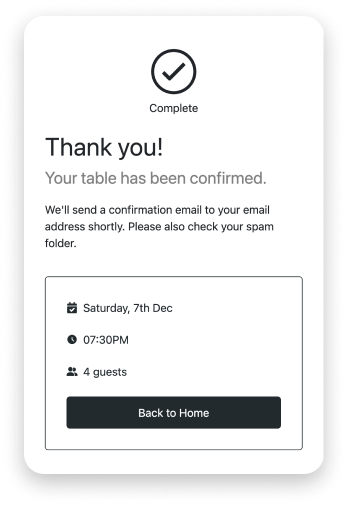 Complete
Thank you!
Your table has been confirmed.
We'll send a confirmation email to your email
address shortly. Please also check your spam
folder.
Saturday, 7th Dec
07:30PM
4 guests
Back to Home